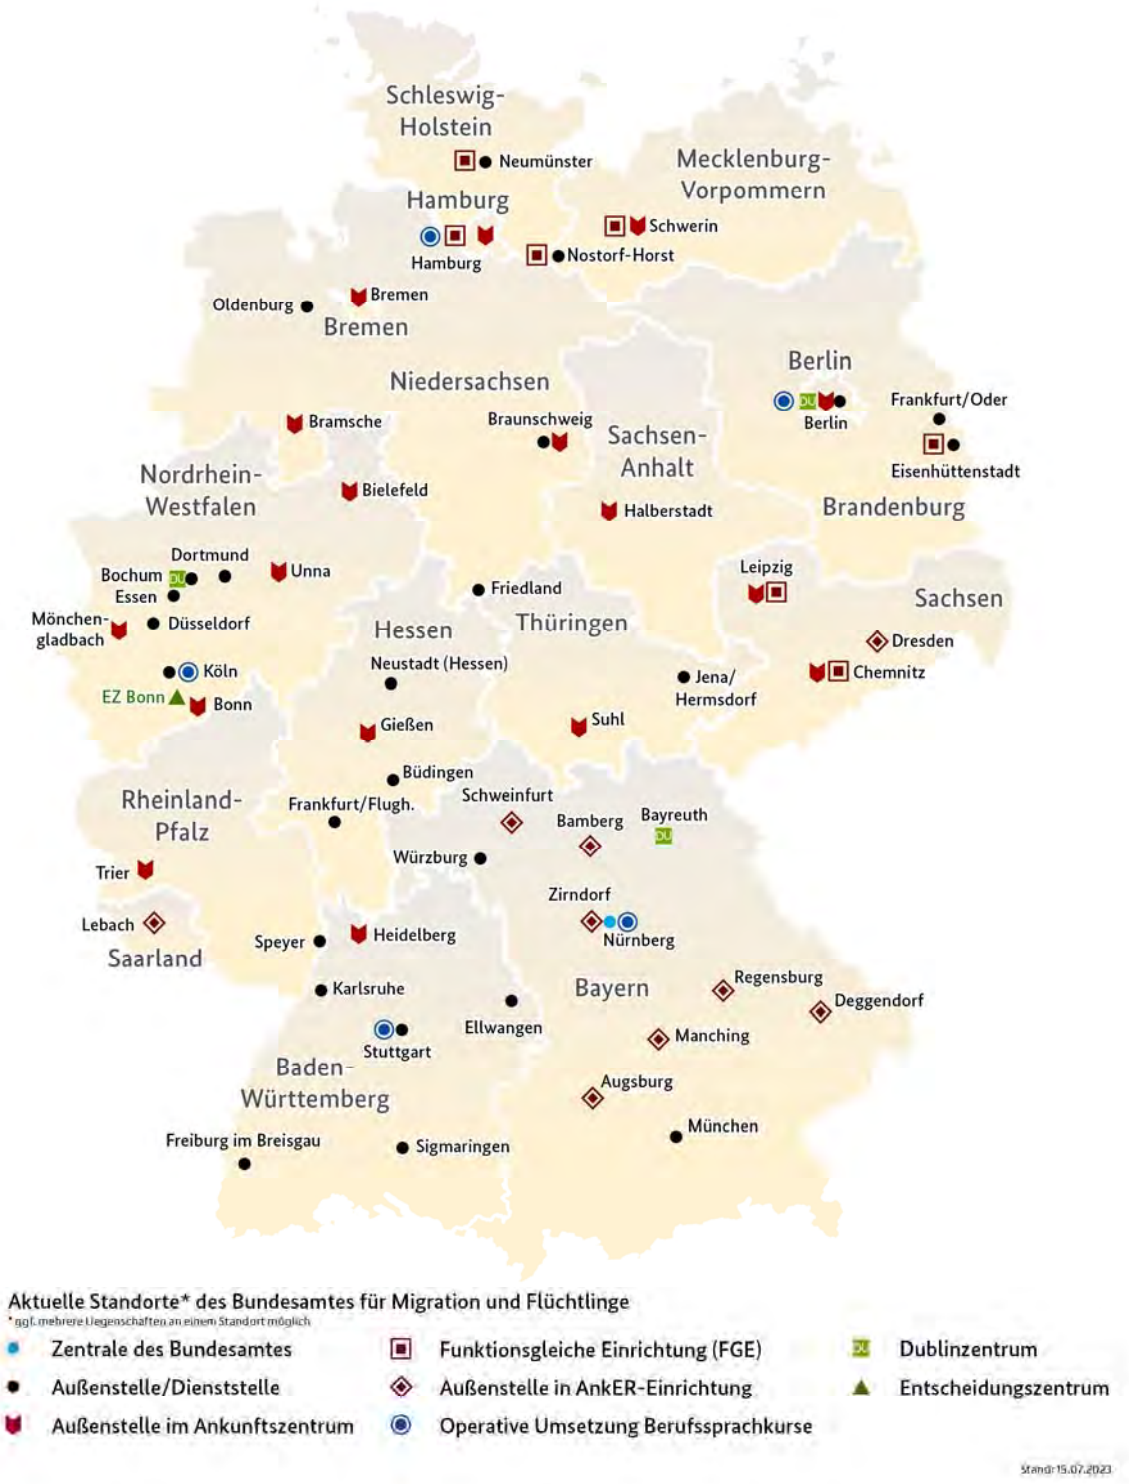 Schleswig-
Holstein
Neumünster
Mecklenburg-
Vorpommern
Hamburg
Schwerin
Hamburg
Nostorf-Horst
Bremen
Oldenburg
Bremen
Berlin
Niedersachsen
DU
Berlin
Frankfurt/Oder
Bramsche
Braunschweig
Sachsen-
Anhalt
Eisenhüttenstadt
Nordrhein-
Westfalen
Bielefeld
Halberstadt
Brandenburg
Dortmund
Bochum
DU
Essen
Unna
Friedland
Leipzig
Sachsen
Mönchen-
gladbach
Düsseldorf
Hessen
Thüringen
Dresden
Neustadt (Hessen)
Köln
Jena/
Hermsdorf
Chemnitz
EZ Bonn
Bonn
Gießen
Suhl
Büdingen
Schweinfurt
Rheinland-
Pfalz
Frankfurt/Flugh.
Bamberg
Bayreuth
DU
Würzburg
Trier
Zirndorf
Lebach
Saarland
Speyer
Heidelberg
Nürnberg
Karlsruhe
Bayern
Regensburg
Deggendorf
Ellwangen
Stuttgart
Manching
Baden-
Württemberg
Augsburg
München
Freiburg im Breisgau
Sigmaringen
Aktuelle Standorte* des Bundesamtes für Migration und Flüchtlinge
*ggf. mehrere Liegenschaften an einem Standort möglich
Zentrale des Bundesamtes
Funktionsgleiche Einrichtung (FGE)
DU
Dublinzentrum
Außenstelle/Dienststelle
Außenstelle in AnkER-Einrichtung
Entscheidungszentrum
Außenstelle im Ankunftszentrum
Operative Umsetzung Berufssprachkurse
Stand: 15.07.2023